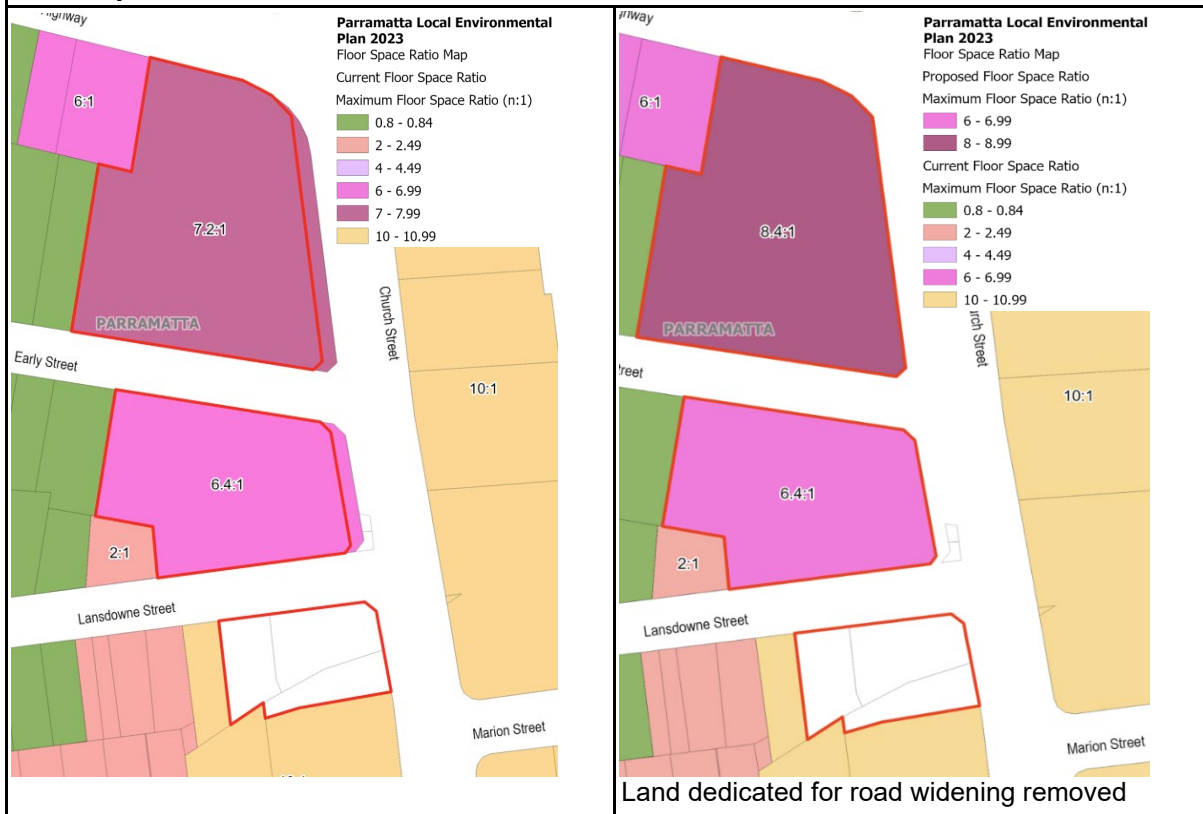 Highway
Parramatta Local Environmental
Plan 2023
Floor Space Ratio Map
Current Floor Space Ratio
Maximum Floor Space Ratio (n:1)
0.8 - 0.84
2 - 2.49
4 - 4.49
6 - 6.99
7 - 7.99
10 - 10.99
6:1
7.2:1
PARRAMATTA
Church Street
Early Street
10:1
6.4:1
2:1
Lansdowne Street
Marion Street
Parramatta Local Environmental
Plan 2023
Floor Space Ratio Map
Proposed Floor Space Ratio
Maximum Floor Space Ratio (n:1)
6 - 6.99
8 - 8.99
Current Floor Space Ratio
Maximum Floor Space Ratio (n:1)
0.8 - 0.84
2 - 2.49
4 - 4.49
6 - 6.99
10 - 10.99
6:1
8.4:1
PARRAMATTA
urch Street
reet
10:1
6.4:1
2:1
Lansdowne Street
Marion Street
Land dedicated for road widening removed